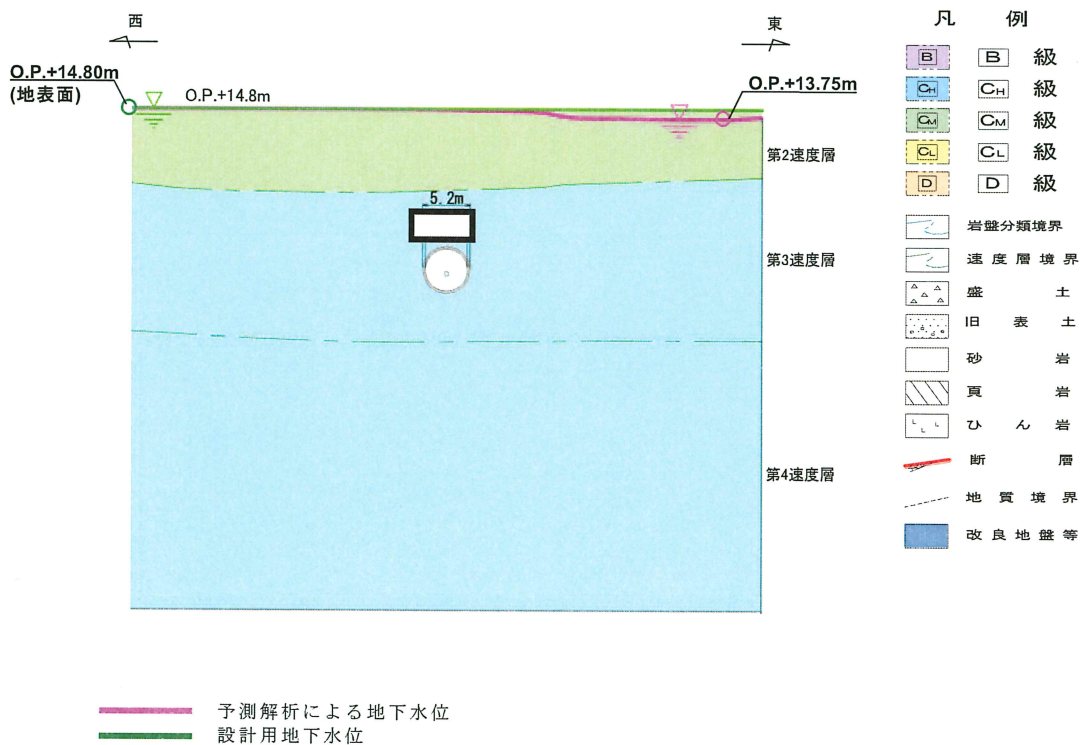 西
東
O.P.+14.80m
(地表面)
O.P.+14.8m
O.P.+13.75m
第2速度層
5.2m
第3速度層
第4速度層
凡 例
B B 級
CH CH 級
CM CM 級
CL CL 級
D D 級
岩盤分類境界
速度層境界
盛 土
旧表土
砂 岩
頁 岩
ひん岩
断 層
地質境界
改良地盤等
予測解析による地下水位
設計用地下水位